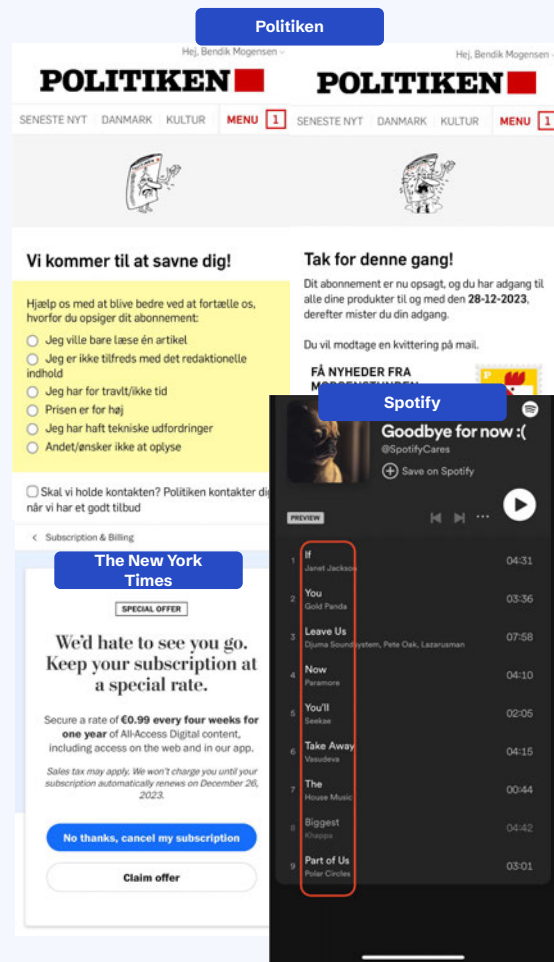 Politiken
Hej, Bendik Mogensen
POLITIKEN
SENESTE NYT DANMARK KULTUR MENU 1
Vi kommer til at savne dig!
Hjælp os med at blive bedre ved at fortælle os,
hvorfor du opsiger dit abonnement:
Jeg ville bare læse én artikel
Jeg er ikke tilfreds med det redaktionelle
indhold
Jeg har for travlt/ikke tid
Prisen er for høj
Jeg har haft tekniske udfordringer
Andet/ønsker ikke at oplyse
Skal vi holde kontakten? Politiken kontakter
når vi har et godt tilbud
Hej, Bendik Mogensen
POLITIKEN
SENESTE NYT DANMARK KULTUR MENU 1
Tak for denne gang!
Dit abonnement er nu opsagt, og du har adgang til
alle dine produkter til og med den 28-12-2023,
derefter mister du din adgang.
Du vil modtage en kvittering på mail.
FÅ NYHEDER FRA
P
Subscription & Billing
The New York
Times
SPECIAL OFFER
We'd hate to see you go.
Keep your subscription at
a special rate.
Secure a rate of €0.99 every four weeks for
one year of All-Access Digital content,
including access on the web and in our app.
Sales tax may apply. We won't charge you until your
subscription automatically renews on December 26,
2023.
No thanks, cancel my subscription
Claim offer
Spotify
Goodbye for now :(
@SpotifyCares
Save on Spotify
PREVIEW
1 If 04:31
Janet Jackson
2 You 03:36
Gold Panda
3 Leave Us 07:58
Djuma Soundsystem, Pete Oak, Lazarusman
4 Now 04:10
Paramore
5 You'll 02:05
Seekae
6 Take Away 04:15
Vasudeva
7 The 00:44
House Music
8 Biggest 04:42
Khappa
9 Part of Us 03:01
Polar Circles